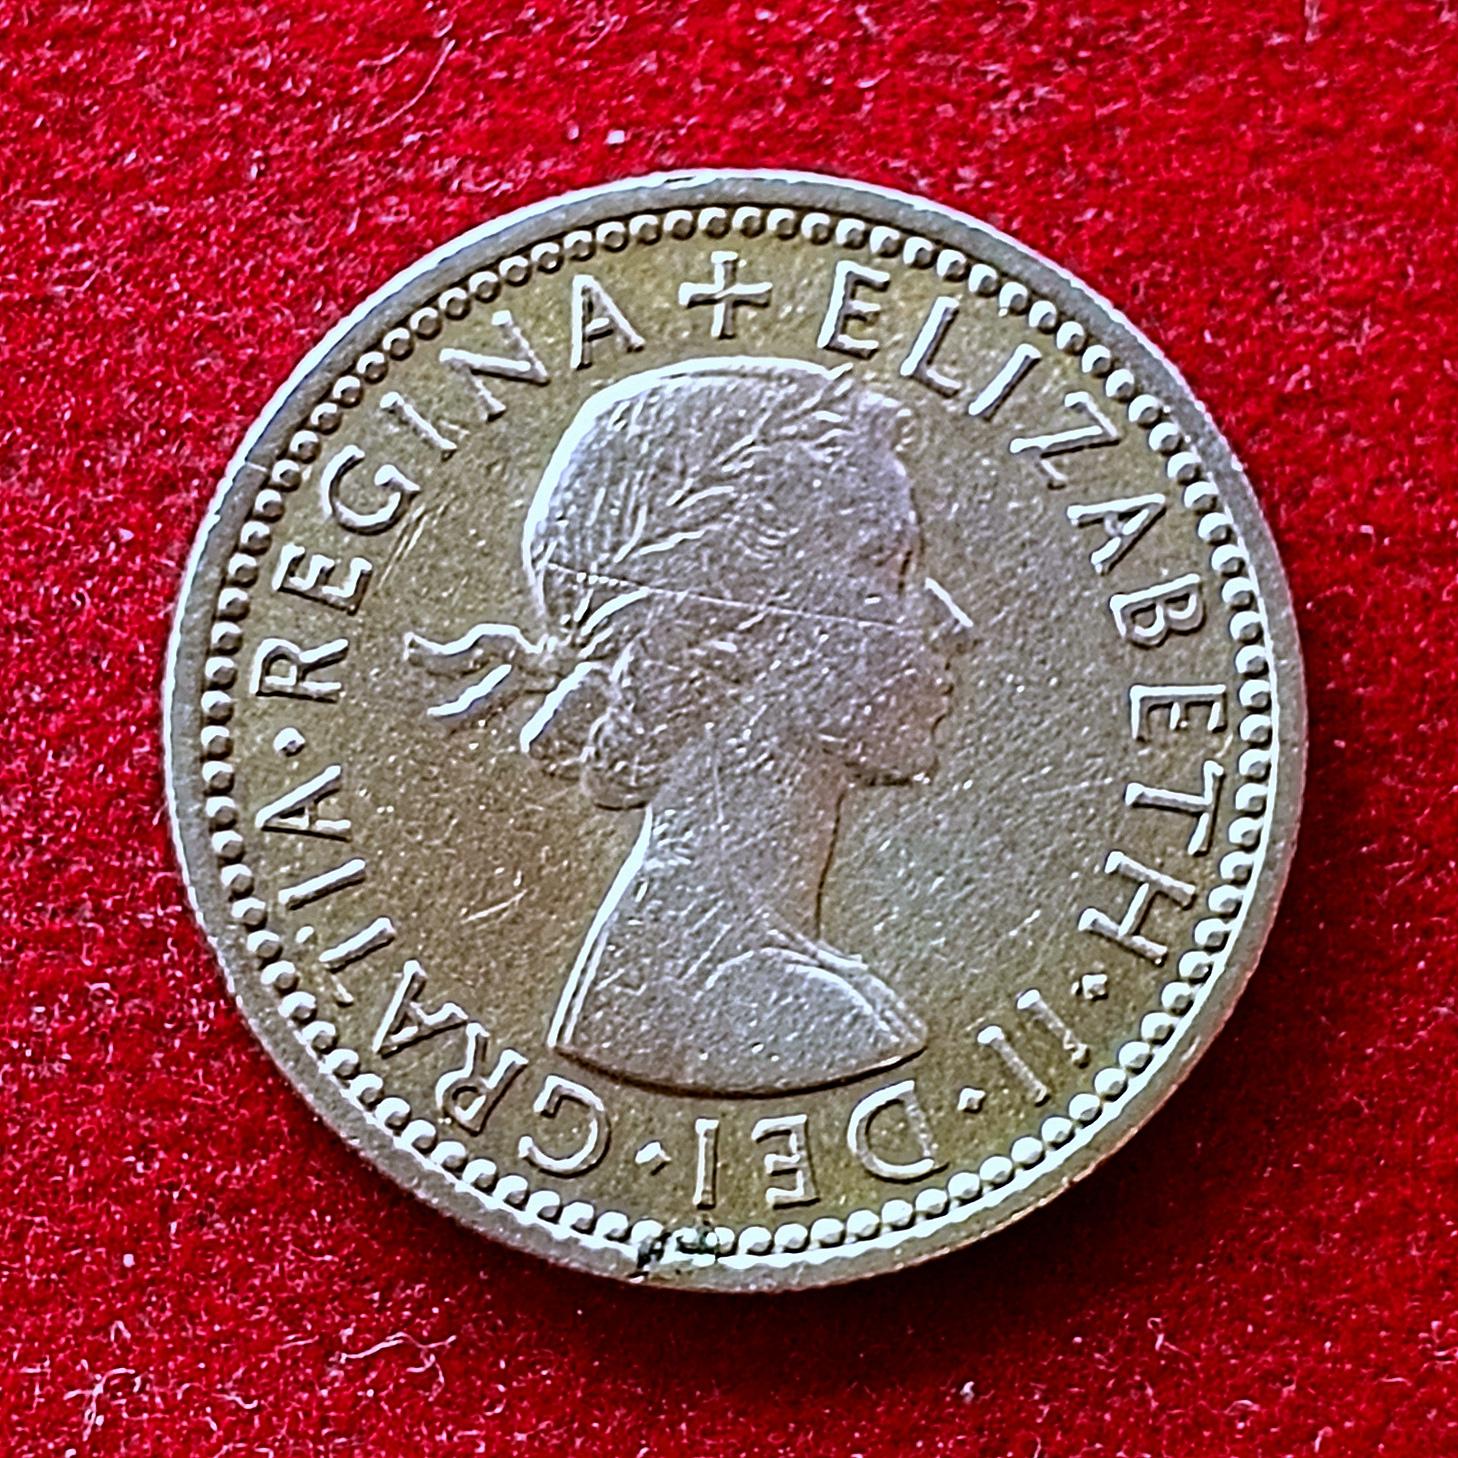 + ELIZABETH · II · DEI · GRATIA · REGINA